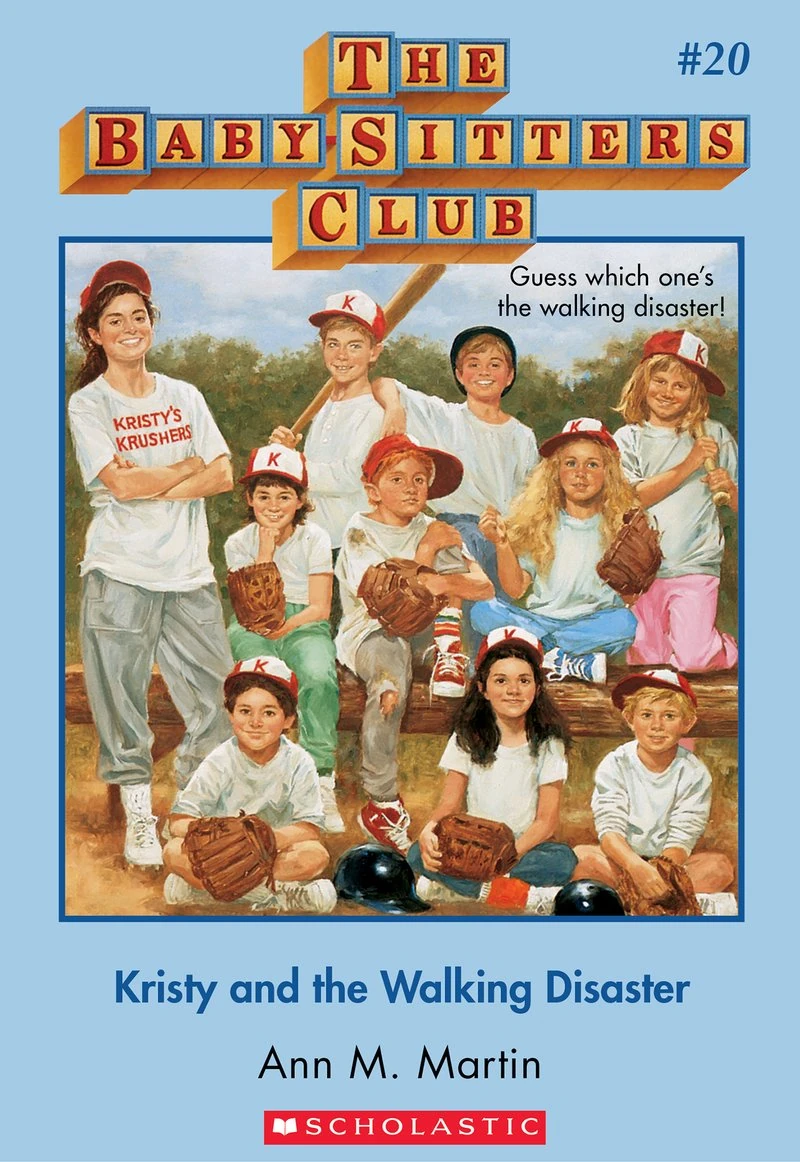 THE
#20
BABY SITTERS
CLUB
Guess which one's
the walking disaster!
K
K
KRISTY'S
KRUSHERS
K
K
K
K
K
Kristy and the Walking Disaster
Ann M. Martin
SCHOLASTIC